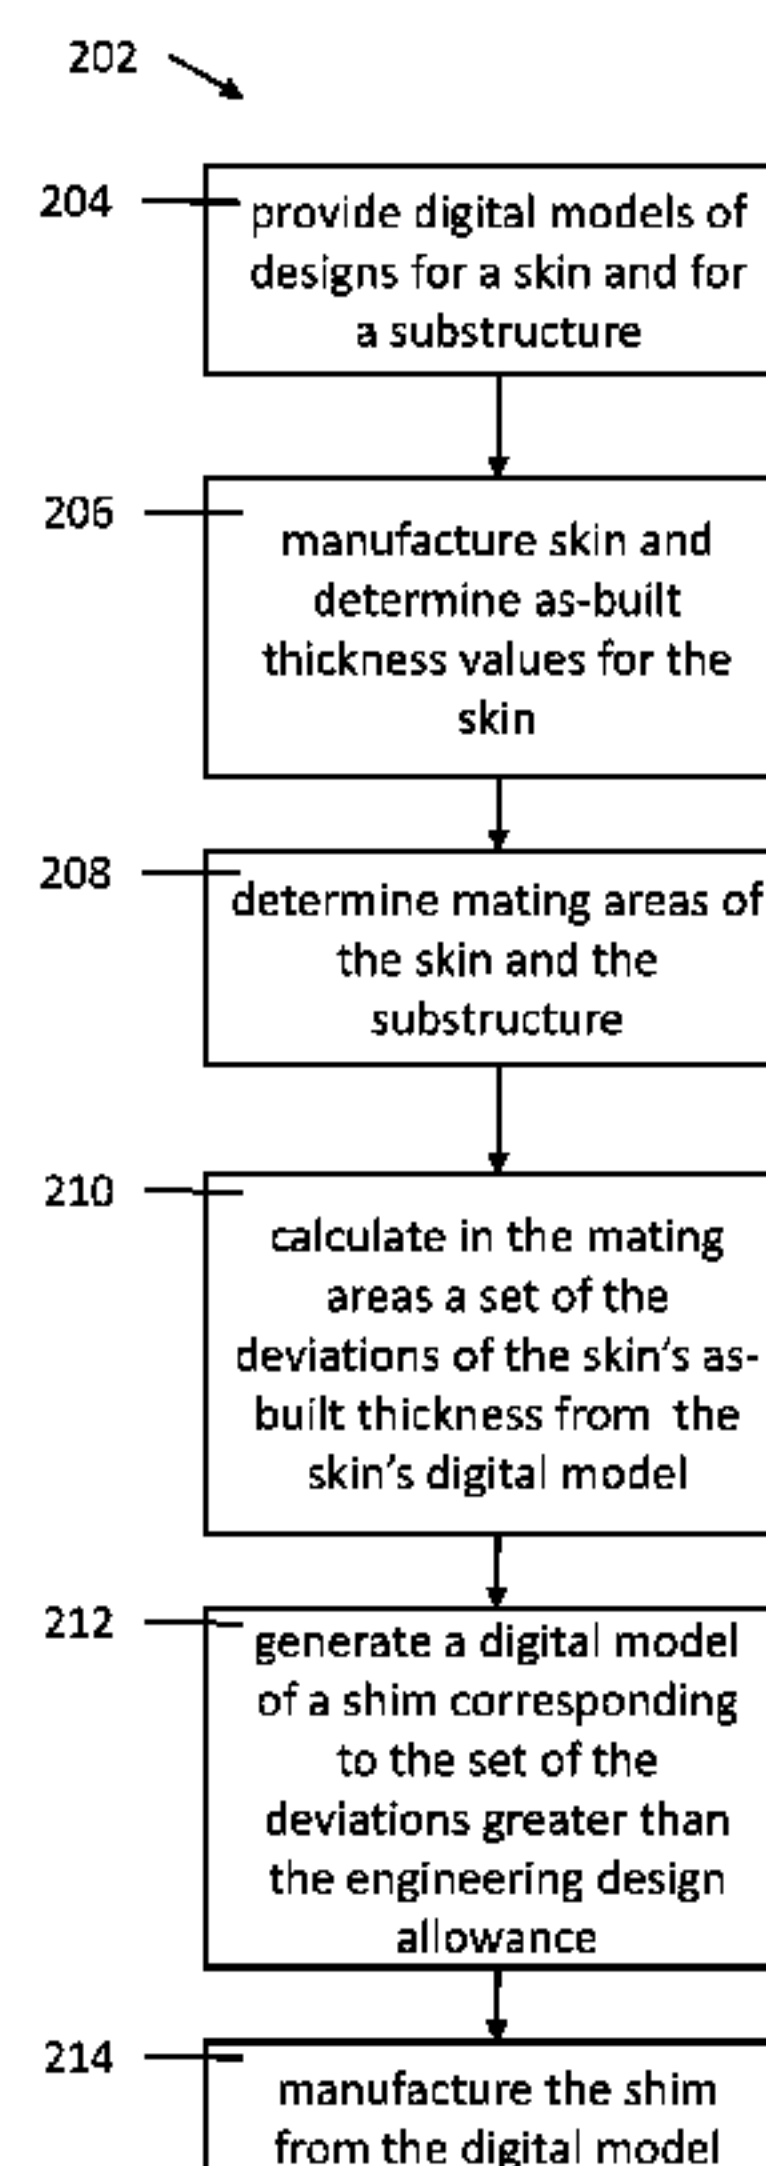 202
204
provide digital models of
designs for a skin and for
a substructure
206
manufacture skin and
determine as-built
thickness values for the
skin
208
determine mating areas of
the skin and the
substructure
210
calculate in the mating
areas a set of the
deviations of the skin's as-
built thickness from the
skin's digital model
212
generate a digital model
of a shim corresponding
to the set of the
deviations greater than
the engineering design
allowance
214
manufacture the shim
from the digital model